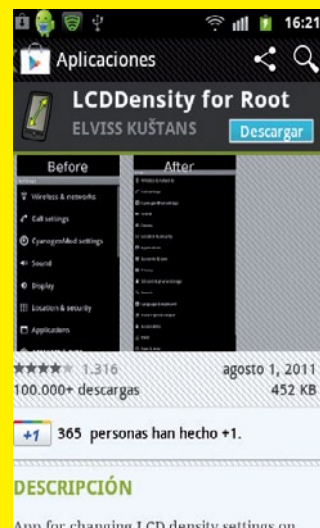 16:21
Aplicaciones
LCDDensity for Root
ELVISS KUŠTANS
Descargar
Before
After
Wireless & networks
Call settings
CyanogenMod settings
Sound
Display
Location & security
Applications
1.316
agosto 1, 2011
100.000+ descargas
452 KB
+1
365 personas han hecho +1.
DESCRIPCIÓN
App for changing LCD density settings on